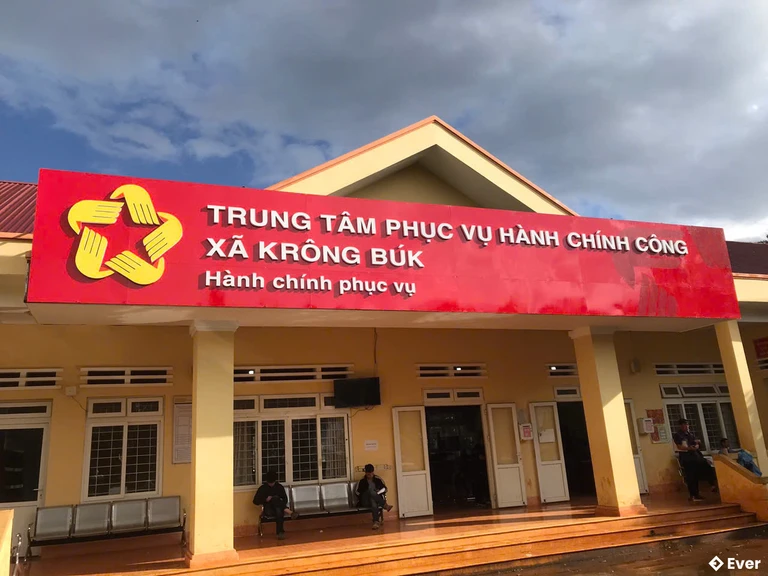 TRUNG TÂM PHỤC VỤ HÀNH CHÍNH CÔNG
XÃ KRÔNG BÚK
Hành chính phục vụ
Ever